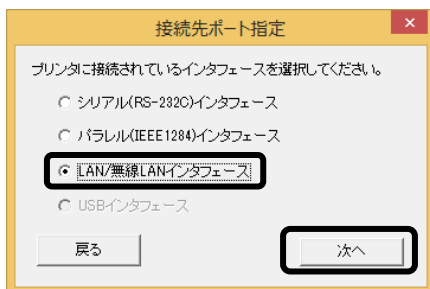 接続先ポート指定
プリンタに接続されているインタフェースを選択してください。
シリアル(RS-232C)インタフェース
パラレル(IEEE1284)インタフェース
LAN/無線LANインタフェース
USBインタフェース
戻る
次へ